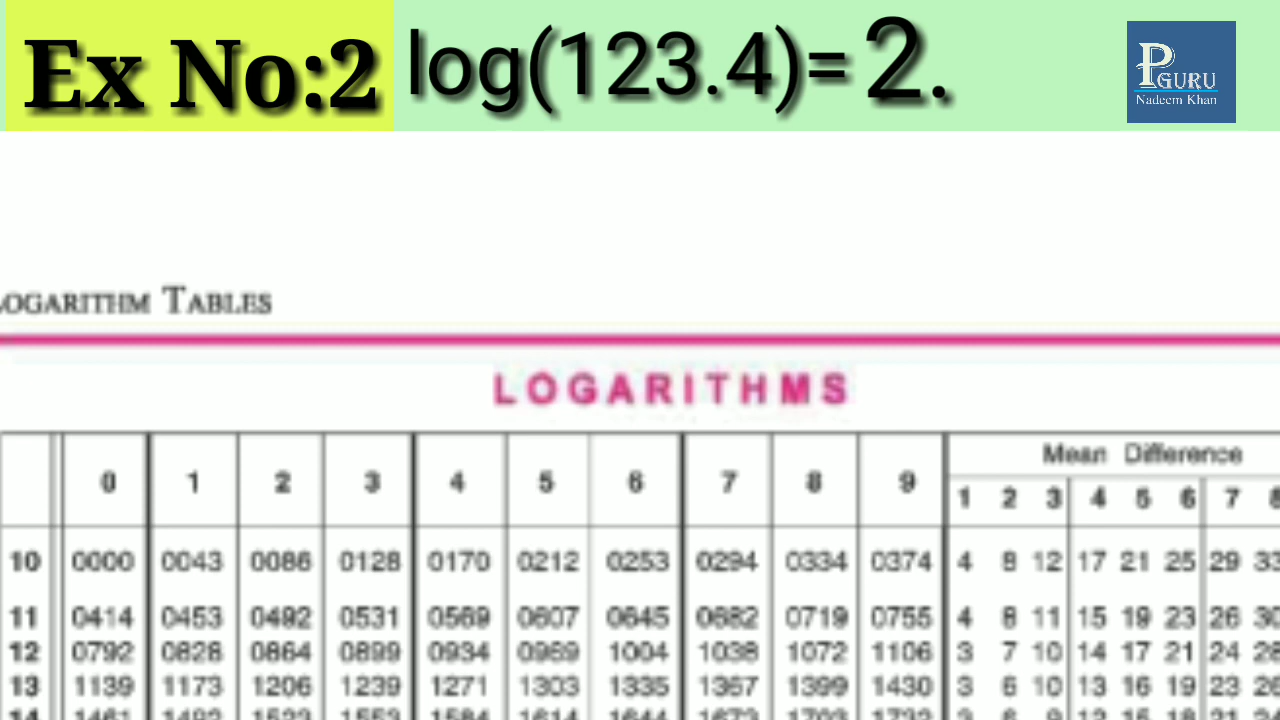 Ex No:2 log(123.4)= 2.
PGURU
Nadeem Khan
LOGARITHM TABLES
LOGARITHMS
Mean Difference
0 1 2 3 4 5 6 7 8 9 1 2 3 4 5 6 7 8
10 0000 0043 0086 0128 0170 0212 0253 0294 0334 0374 4 8 12 17 21 25 29 33
11 0414 0453 0492 0531 0569 0607 0645 0682 0719 0755 4 8 11 15 19 23 26 30
12 0792 0828 0864 0899 0934 0969 1004 1038 1072 1106 3 7 10 14 17 21 24 28
13 1139 1173 1206 1239 1271 1303 1335 1367 1399 1430 3 6 10 13 16 19 23 26